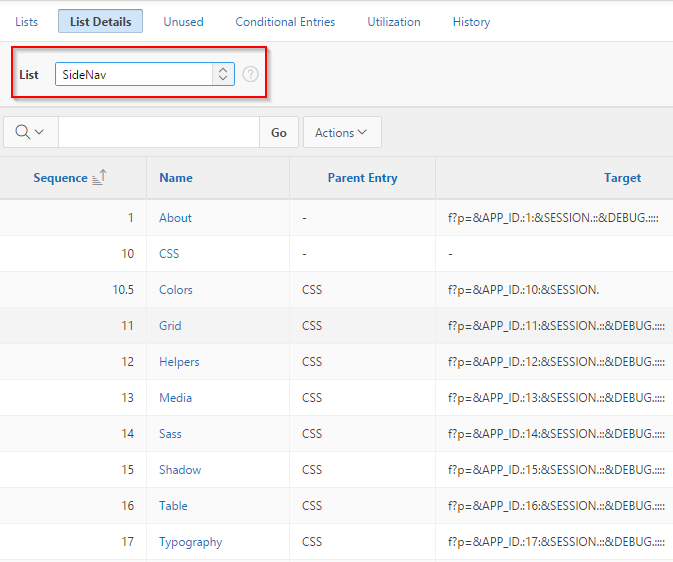 Lists List Details Unused Conditional Entries Utilization History
List SideNav ?
Go Actions
Sequence Name Parent Entry Target
1 About - f?p=&APP_ID.:1:&SESSION.::&DEBUG.::::
10 CSS - -
10.5 Colors CSS f?p=&APP_ID.:10:&SESSION.
11 Grid CSS f?p=&APP_ID.:11:&SESSION.::&DEBUG.::::
12 Helpers CSS f?p=&APP_ID.:12:&SESSION.::&DEBUG.::::
13 Media CSS f?p=&APP_ID.:13:&SESSION.::&DEBUG.::::
14 Sass CSS f?p=&APP_ID.:14:&SESSION.::&DEBUG.::::
15 Shadow CSS f?p=&APP_ID.:15:&SESSION.::&DEBUG.::::
16 Table CSS f?p=&APP_ID.:16:&SESSION.::&DEBUG.::::
17 Typography CSS f?p=&APP_ID.:17:&SESSION.::&DEBUG.::::